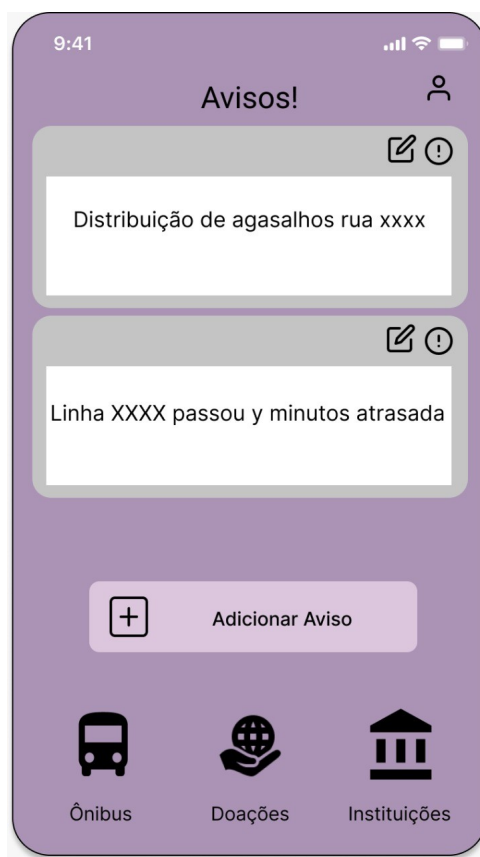 9:41
Avisos!
Distribuição de agasalhos rua xxxx
Linha XXXX passou y minutos atrasada
Adicionar Aviso
Ônibus
Doações
Instituições